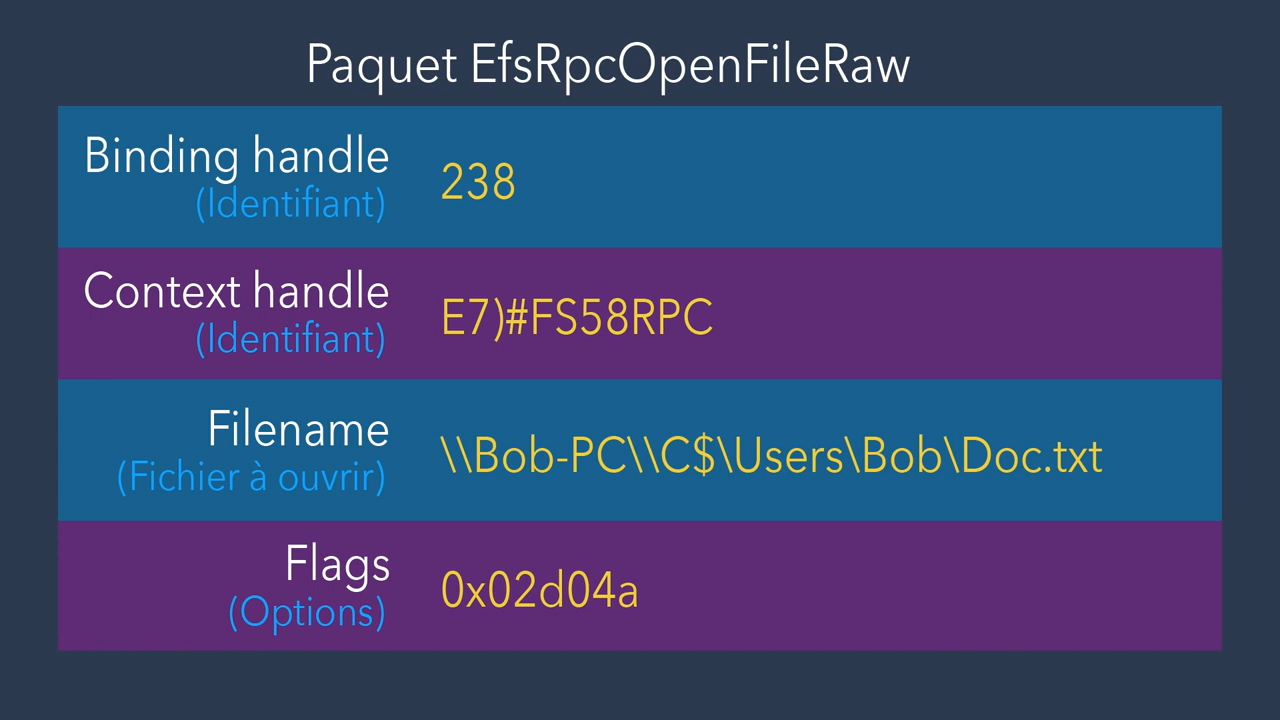 Paquet EfsRpcOpenFileRaw
Binding handle
(Identifiant)
238
Context handle
(Identifiant)
E7)#FS58RPC
Filename
(Fichier à ouvrir)
\\Bob-PC\\C$\Users\Bob\Doc.txt
Flags
(Options)
0x02d04a